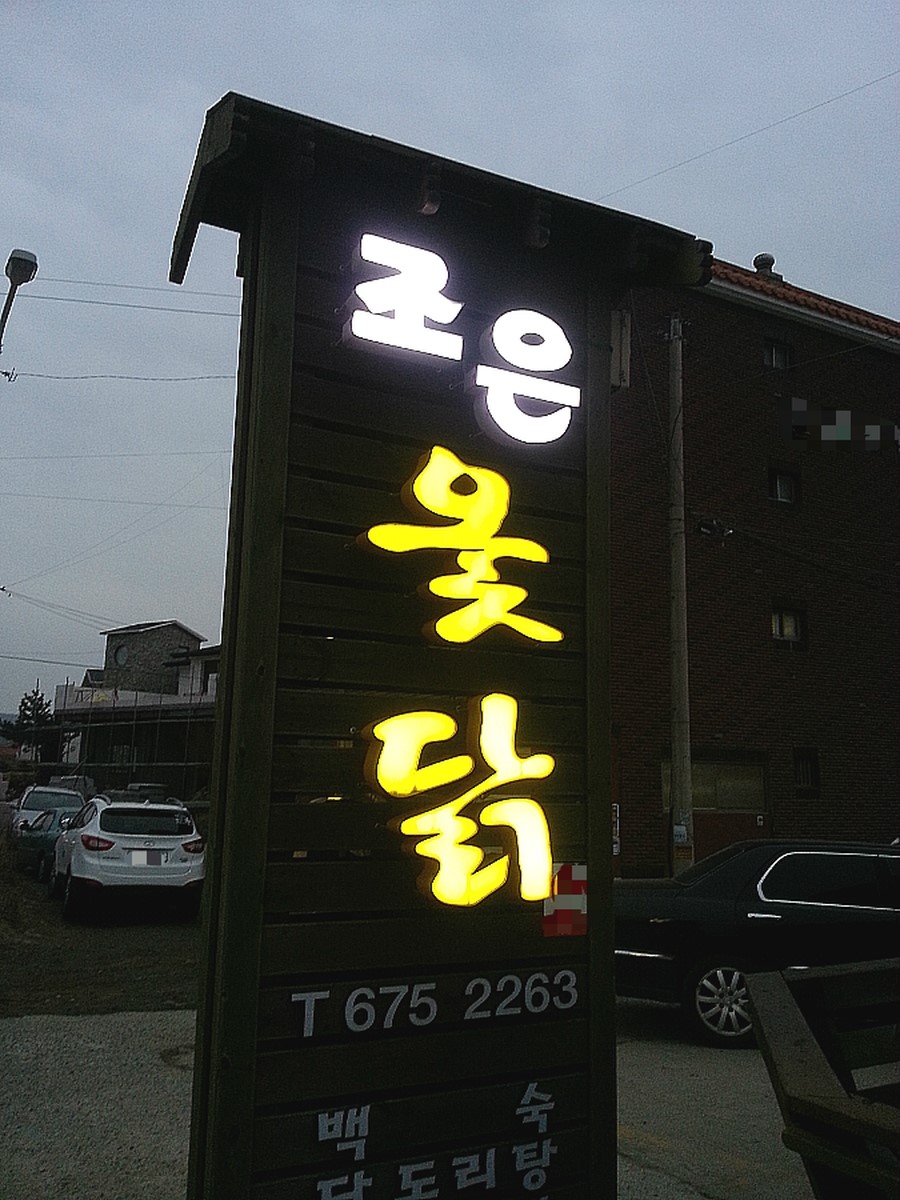 조은
옻
닭
T 675 2263
백 숙
닭도리탕